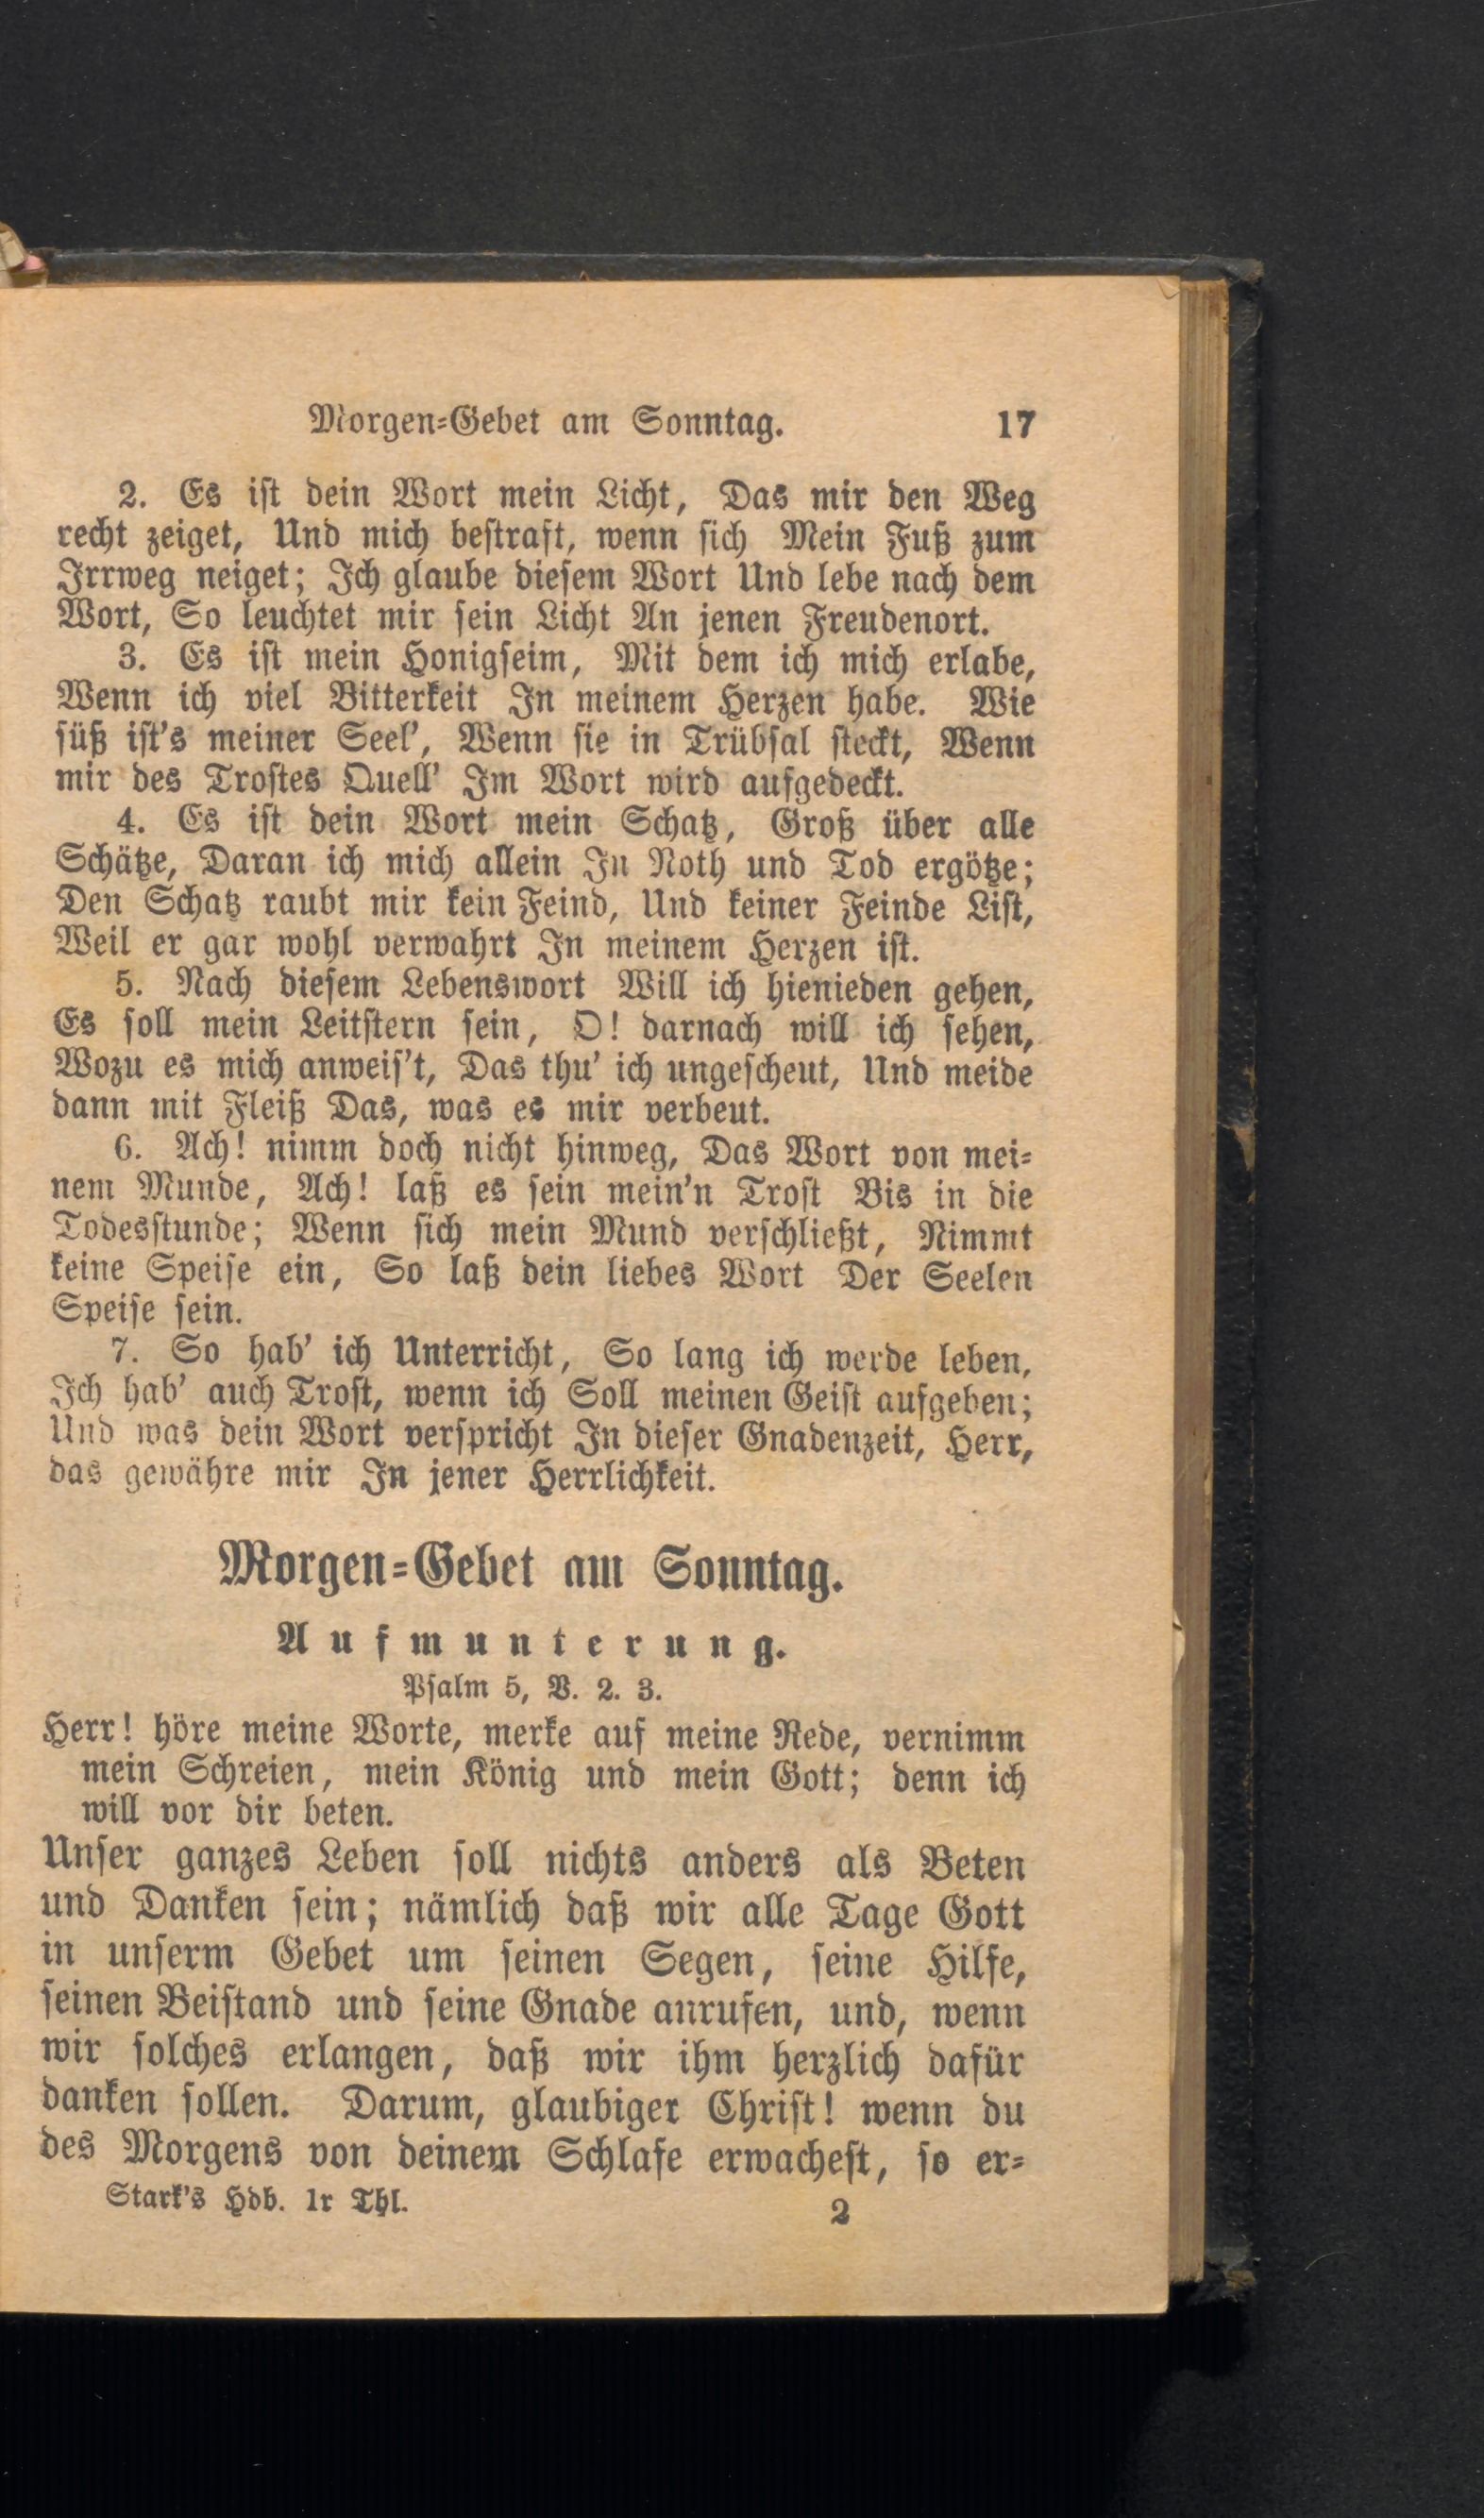 Morgen-Gebet am Sonntag. 17
2. Es ist dein Wort mein Licht, Das mir den Weg
recht zeiget, Und mich bestraft, wenn sich Mein Fuß zum
Irrweg neiget; Ich glaube diesem Wort Und lebe nach dem
Wort, So leuchtet mir sein Licht An jenen Freudenort.
3. Es ist mein Honigseim, Mit dem ich mich erlabe,
Wenn ich viel Bitterkeit In meinem Herzen habe. Wie
süß ist's meiner Seel', Wenn sie in Trübsal steckt, Wenn
mir des Trostes Quell' Im Wort wird aufgedeckt.
4. Es ist dein Wort mein Schatz, Groß über alle
Schätze, Daran ich mich allein In Noth und Tod ergötze;
Den Schatz raubt mir kein Feind, Und keiner Feinde List,
Weil er gar wohl verwahrt In meinem Herzen ist.
5. Nach diesem Lebenswort Will ich hienieden gehen,
Es soll mein Leitstern sein, O! darnach will ich sehen,
Wozu es mich anweis't, Das thu' ich ungescheut, Und meide
dann mit Fleiß Das, was es mir verbeut.
6. Ach! nimm doch nicht hinweg, Das Wort von mei-
nem Munde, Ach! laß es sein mein'n Trost Bis in die
Todesstunde; Wenn sich mein Mund verschließt, Nimmt
keine Speise ein, So laß dein liebes Wort Der Seelen
Speise sein.
7. So hab' ich Unterricht, So lang ich werde leben,
Ich hab' auch Trost, wenn ich Soll meinen Geist aufgeben;
Und was dein Wort verspricht In dieser Gnadenzeit, Herr,
das gewähre mir In jener Herrlichkeit.
Morgen-Gebet am Sonntag.
Aufmunterung.
Psalm 5, V. 2. 3.
Herr! höre meine Worte, merke auf meine Rede, vernimm
mein Schreien, mein König und mein Gott; denn ich
will vor dir beten.
Unser ganzes Leben soll nichts anders als Beten
und Danken sein; nämlich daß wir alle Tage Gott
in unserm Gebet um seinen Segen, seine Hilfe,
seinen Beistand und seine Gnade anrufen, und, wenn
wir solches erlangen, daß wir ihm herzlich dafür
danken sollen. Darum, glaubiger Christ! wenn du
des Morgens von deinem Schlafe erwachest, so er-
Stark's Hdb. 1r Thl. 2